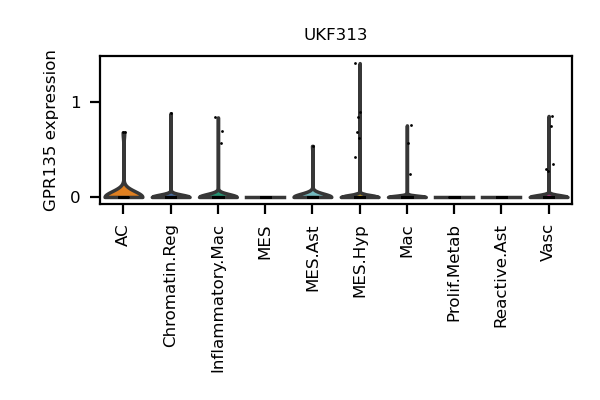 UKF313
GPR135 expression
1
0
AC
Chromatin.Reg
Inflammatory.Mac
MES
MES.Ast
MES.Hyp
Mac
Prolif.Metab
Reactive.Ast
Vasc